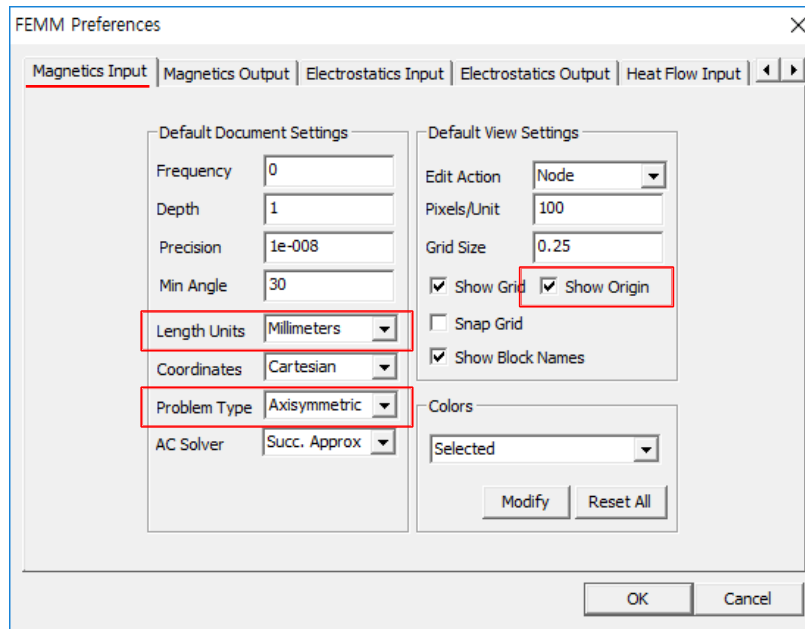 FEMM Preferences
Magnetics Input
Magnetics Output
Electrostatics Input
Electrostatics Output
Heat Flow Input
Default Document Settings
Frequency 0
Depth 1
Precision 1e-008
Min Angle 30
Length Units Millimeters
Coordinates Cartesian
Problem Type Axisymmetric
AC Solver Succ. Approx
Default View Settings
Edit Action Node
Pixels/Unit 100
Grid Size 0.25
Show Grid Show Origin
Snap Grid
Show Block Names
Colors
Selected
Modify Reset All
OK Cancel